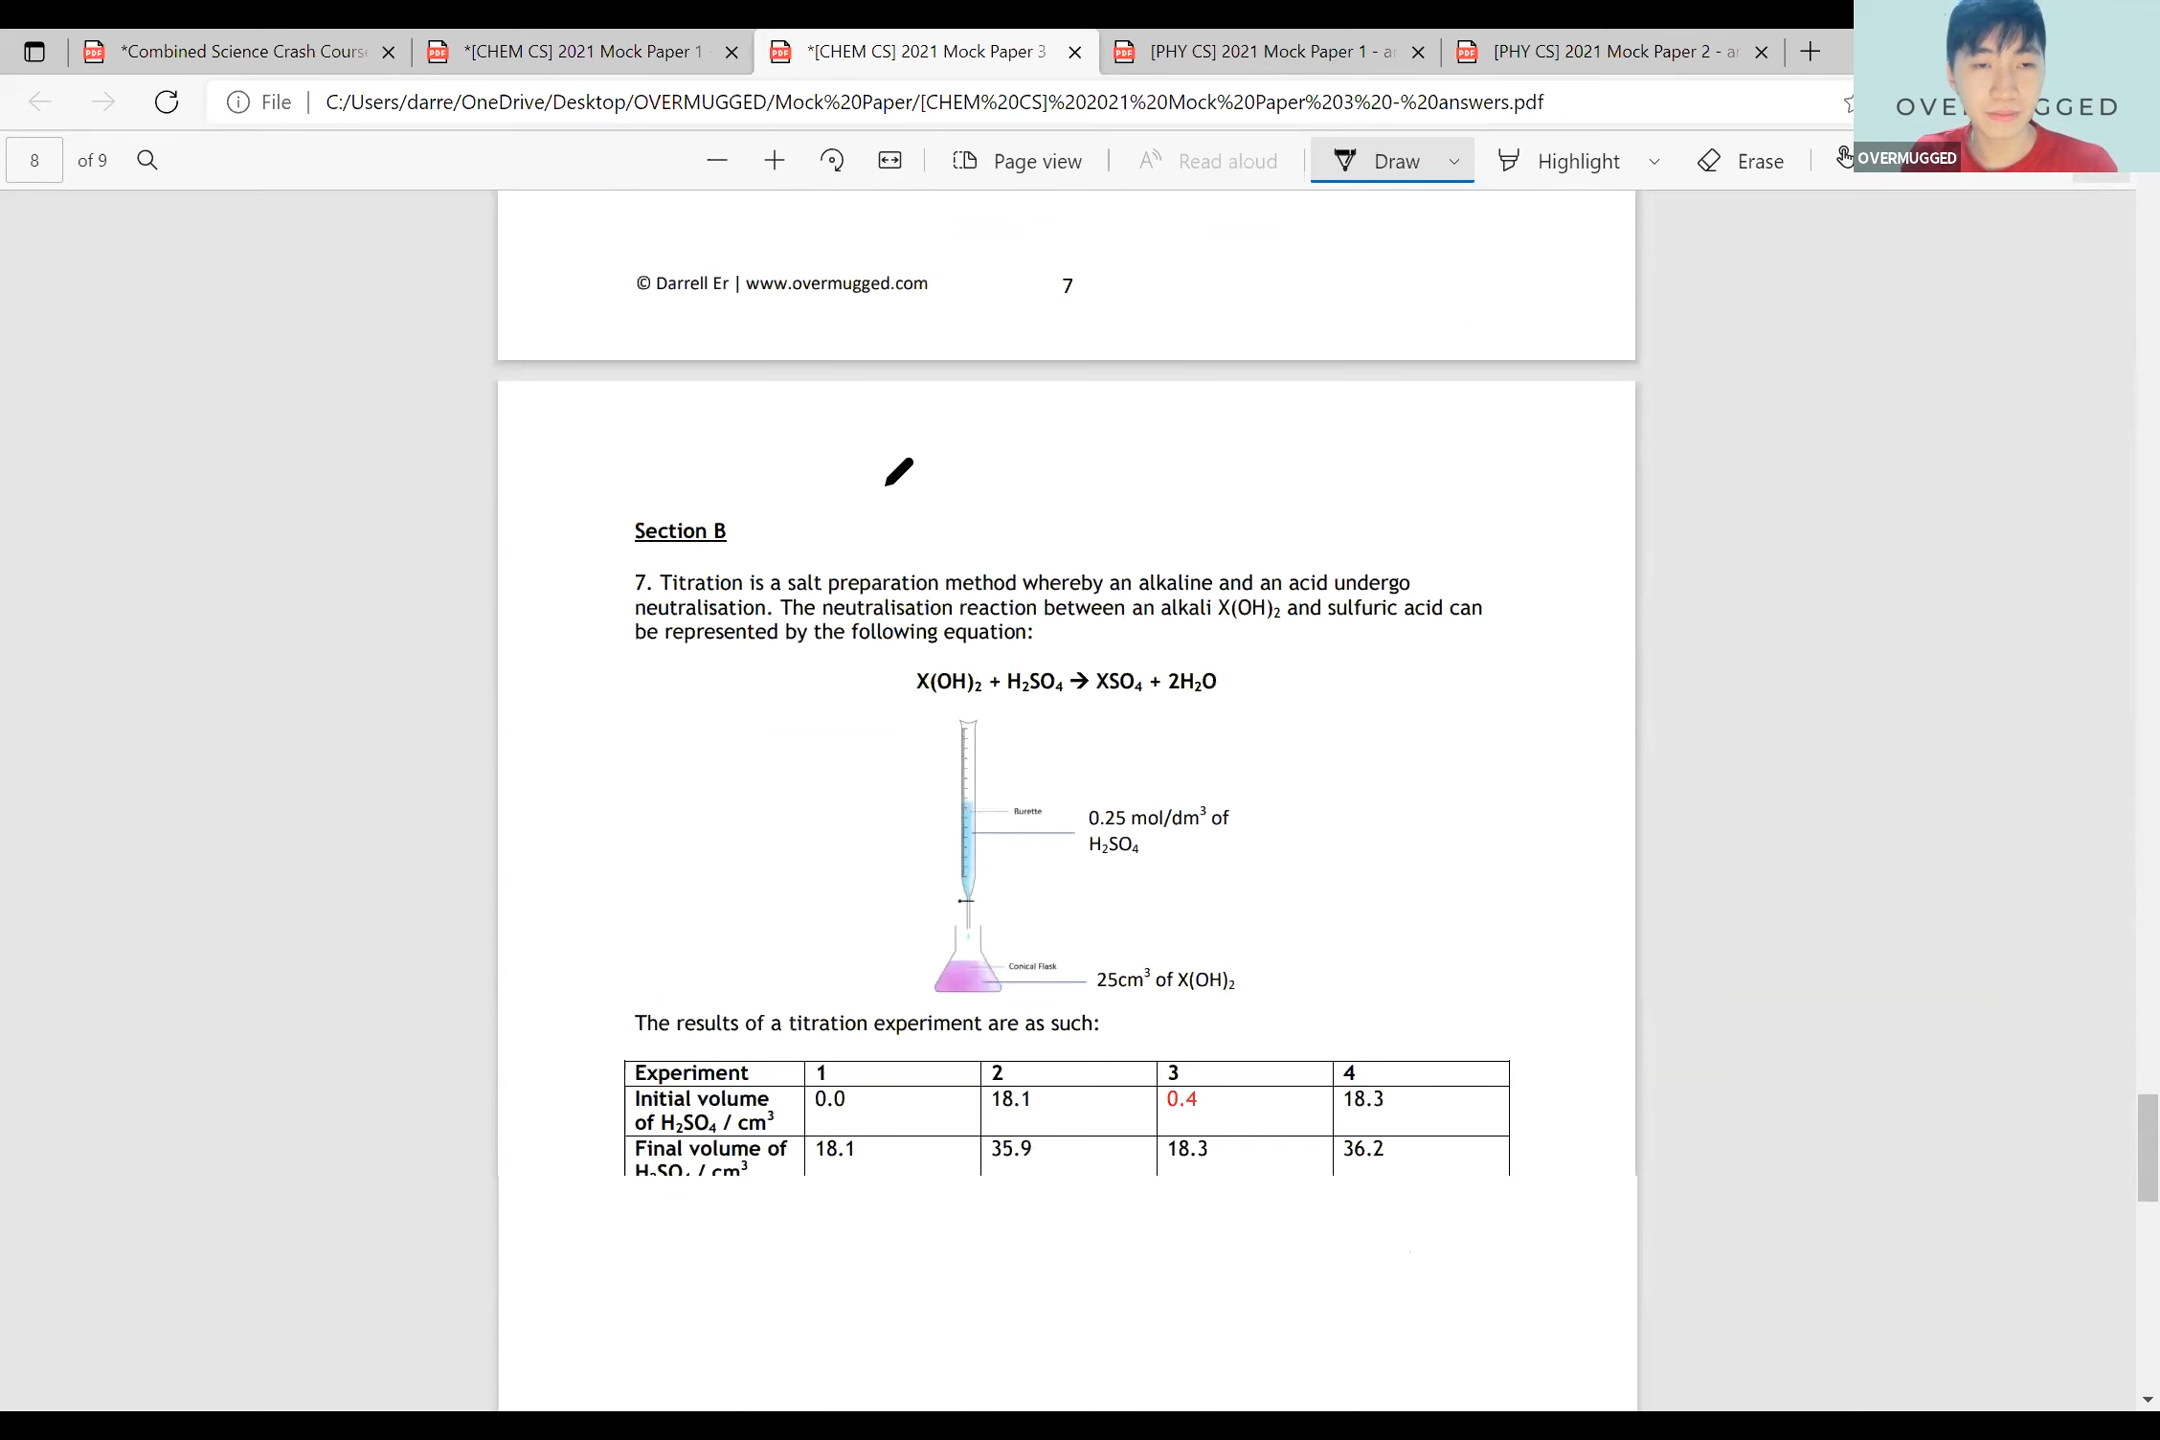 *Combined Science Crash Cours
*[CHEM CS] 2021 Mock Paper 1
*[CHEM CS] 2021 Mock Paper 3
[PHY CS] 2021 Mock Paper 1 - a
[PHY CS] 2021 Mock Paper 2 - a
File
C:/Users/darre/OneDrive/Desktop/OVERMUGGED/Mock%20Paper/[CHEM%20CS]%202021%20Mock%20Paper%203%20-%20answers.pdf
OVE GGED
OVERMUGGED
8 of 9
Page view
Read aloud
Draw
Highlight
Erase
© Darrell Er | www.overmugged.com 7
Section B
7. Titration is a salt preparation method whereby an alkaline and an acid undergo
neutralisation. The neutralisation reaction between an alkali X(OH)₂ and sulfuric acid can
be represented by the following equation:
X(OH)₂ + H₂SO₄ → XSO₄ + 2H₂O
Burette
0.25 mol/dm³ of
H₂SO₄
Conical Flask
25cm³ of X(OH)₂
The results of a titration experiment are as such:
Experiment 1 2 3 4
Initial volume 0.0 18.1 0.4 18.3
of H₂SO₄ / cm³
Final volume of 18.1 35.9 18.3 36.2
H₂SO₄ / cm³